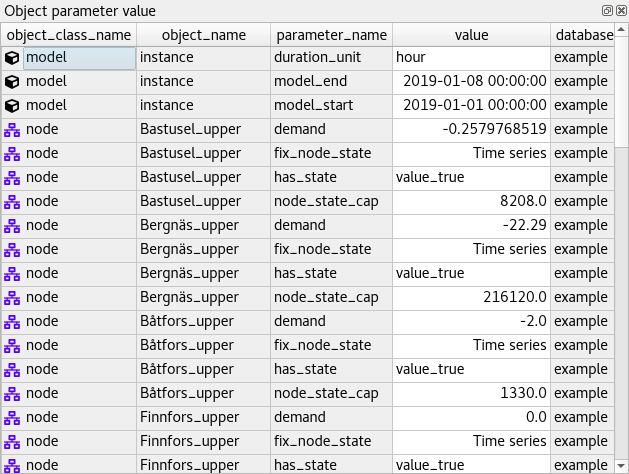 Object parameter value
object_class_name object_name parameter_name value database
model instance duration_unit hour example
model instance model_end 2019-01-08 00:00:00 example
model instance model_start 2019-01-01 00:00:00 example
node Bastusel_upper demand -0.2579768519 example
node Bastusel_upper fix_node_state Time series example
node Bastusel_upper has_state value_true example
node Bastusel_upper node_state_cap 8208.0 example
node Bergnäs_upper demand -22.29 example
node Bergnäs_upper fix_node_state Time series example
node Bergnäs_upper has_state value_true example
node Bergnäs_upper node_state_cap 216120.0 example
node Båtfors_upper demand -2.0 example
node Båtfors_upper fix_node_state Time series example
node Båtfors_upper has_state value_true example
node Båtfors_upper node_state_cap 1330.0 example
node Finnfors_upper demand 0.0 example
node Finnfors_upper fix_node_state Time series example
node Finnfors_upper has_state value_true example